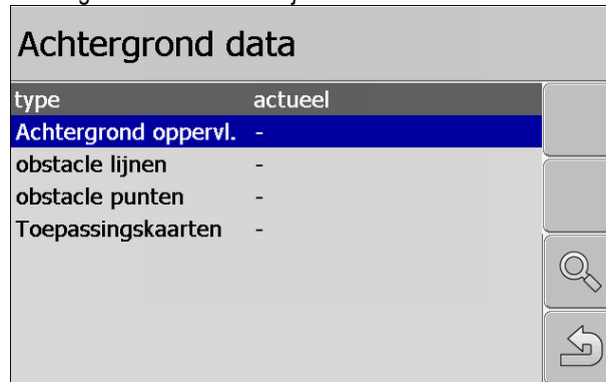 Achtergrond data
type actueel
Achtergrond oppervl. -
obstacle lijnen -
obstacle punten -
Toepassingskaarten -